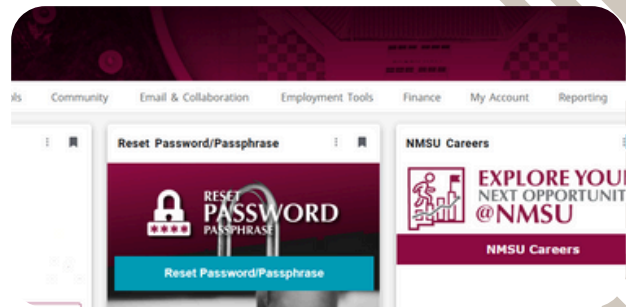 Community Email & Collaboration Employment Tools Finance My Account Reporting
Reset Password/Passphrase
NMSU Careers
RESET
PASSWORD
PASSPHRASE
****
Reset Password/Passphrase
EXPLORE YOU
NEXT OPPORTUNIT
@NMSU
NMSU Careers